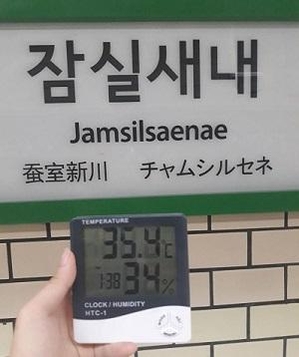 잠실새내
Jamsilsaenae
蚕室新川 チャムシルセネ
TEMPERATURE
35.4°C
1:38 34%
CLOCK / HUMIDITY
HTC-1